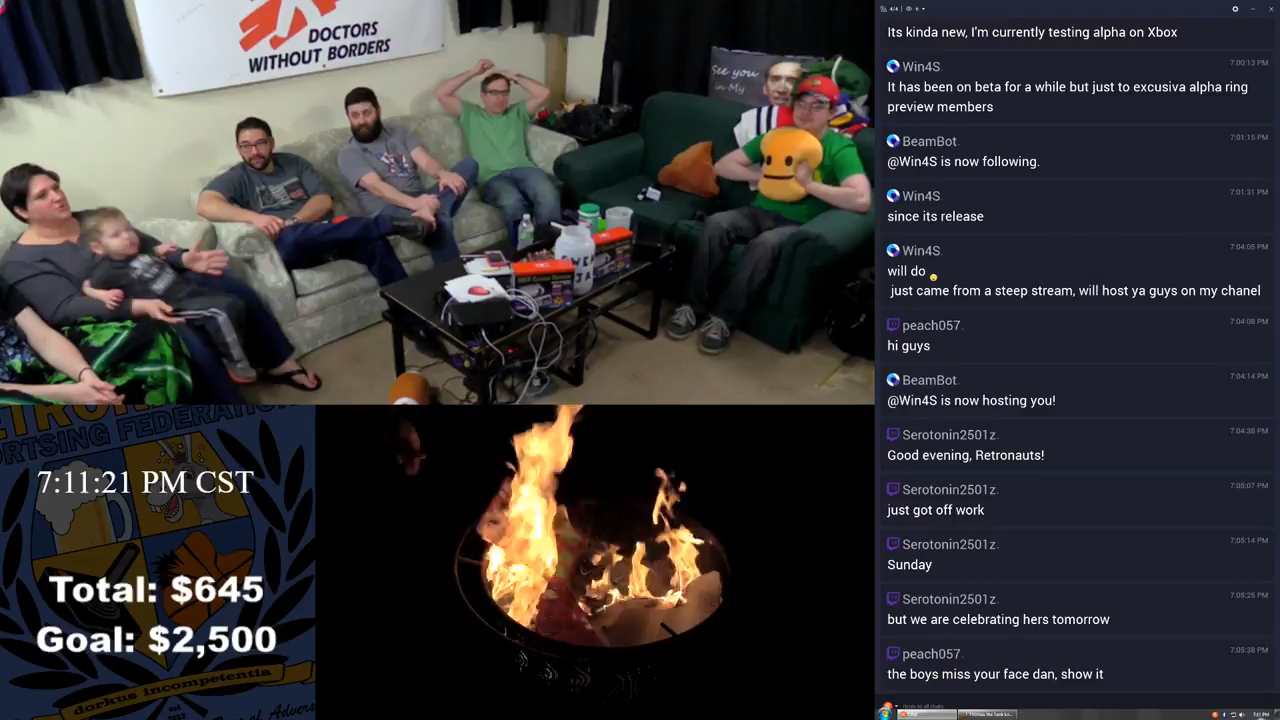 DOCTORS
WITHOUT BORDERS
See you
in My
7:11:21 PM CST
Total: $645
Goal: $2,500
dorkus incompetentia
4/4
Its kinda new, I'm currently testing alpha on Xbox
Win4S 7:00:13 PM
It has been on beta for a while but just to excusiva alpha ring
preview members
BeamBot 7:01:15 PM
@Win4S is now following.
Win4S 7:01:31 PM
since its release
Win4S 7:04:05 PM
will do
just came from a steep stream, will host ya guys on my chanel
peach057 7:04:08 PM
hi guys
BeamBot 7:04:14 PM
@Win4S is now hosting you!
Serotonin2501z 7:04:38 PM
Good evening, Retronauts!
Serotonin2501z 7:05:07 PM
just got off work
Serotonin2501z 7:05:14 PM
Sunday
Serotonin2501z 7:05:25 PM
but we are celebrating hers tomorrow
peach057 7:05:38 PM
the boys miss your face dan, show it